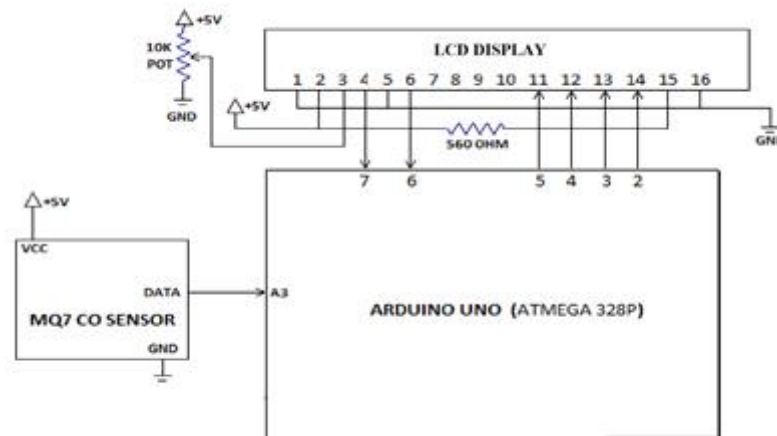 +5V
10K
POT
GND
LCD DISPLAY
1 2 3 4 5 6 7 8 9 10 11 12 13 14 15 16
+5V
560 OHM
GND
7 6 5 4 3 2
+5V
VCC
DATA
A3
MQ7 CO SENSOR
GND
ARDUINO UNO (ATMEGA 328P)